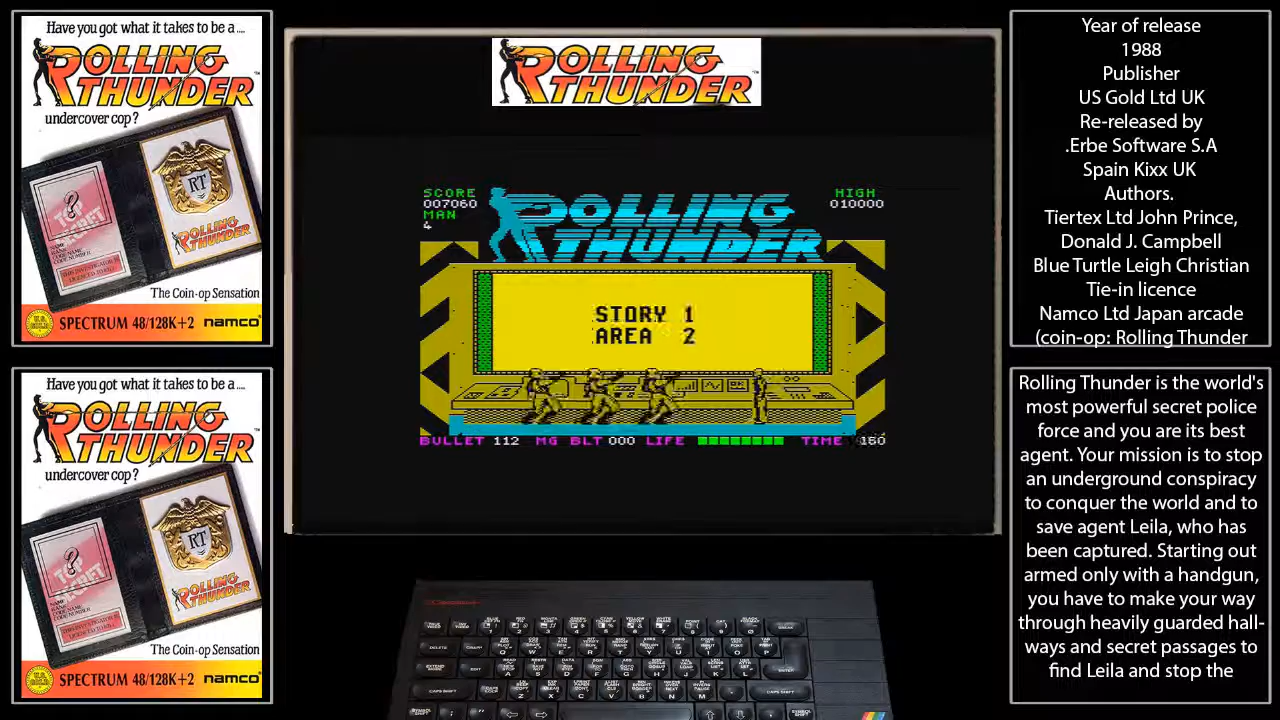 Have you got what it takes to be a ....
ROLLING
THUNDER
undercover cop?
RT
TOP
SECRET
ROLLING
THUNDER
The Coin-op Sensation
U.S. GOLD
SPECTRUM 48/128K+2 namco
Have you got what it takes to be a ....
ROLLING
THUNDER
undercover cop?
RT
ROLLING
THUNDER
The Coin-op Sensation
SPECTRUM 48/128K+2 namco
ROLLING
THUNDER
SCORE
007060
MAN
4
ROLLING
THUNDER
HIGH
010000
STORY 1
AREA 2
BULLET 112 MG BLT 000 LIFE TIME 150
Year of release
1988
Publisher
US Gold Ltd UK
Re-released by
.Erbe Software S.A
Spain Kixx UK
Authors.
Tiertex Ltd John Prince,
Donald J. Campbell
Blue Turtle Leigh Christian
Tie-in licence
Namco Ltd Japan arcade
(coin-op: Rolling Thunder
Rolling Thunder is the world's
most powerful secret police
force and you are its best
agent. Your mission is to stop
an underground conspiracy
to conquer the world and to
save agent Leila, who has
been captured. Starting out
armed only with a handgun,
you have to make your way
through heavily guarded hall-
ways and secret passages to
find Leila and stop the